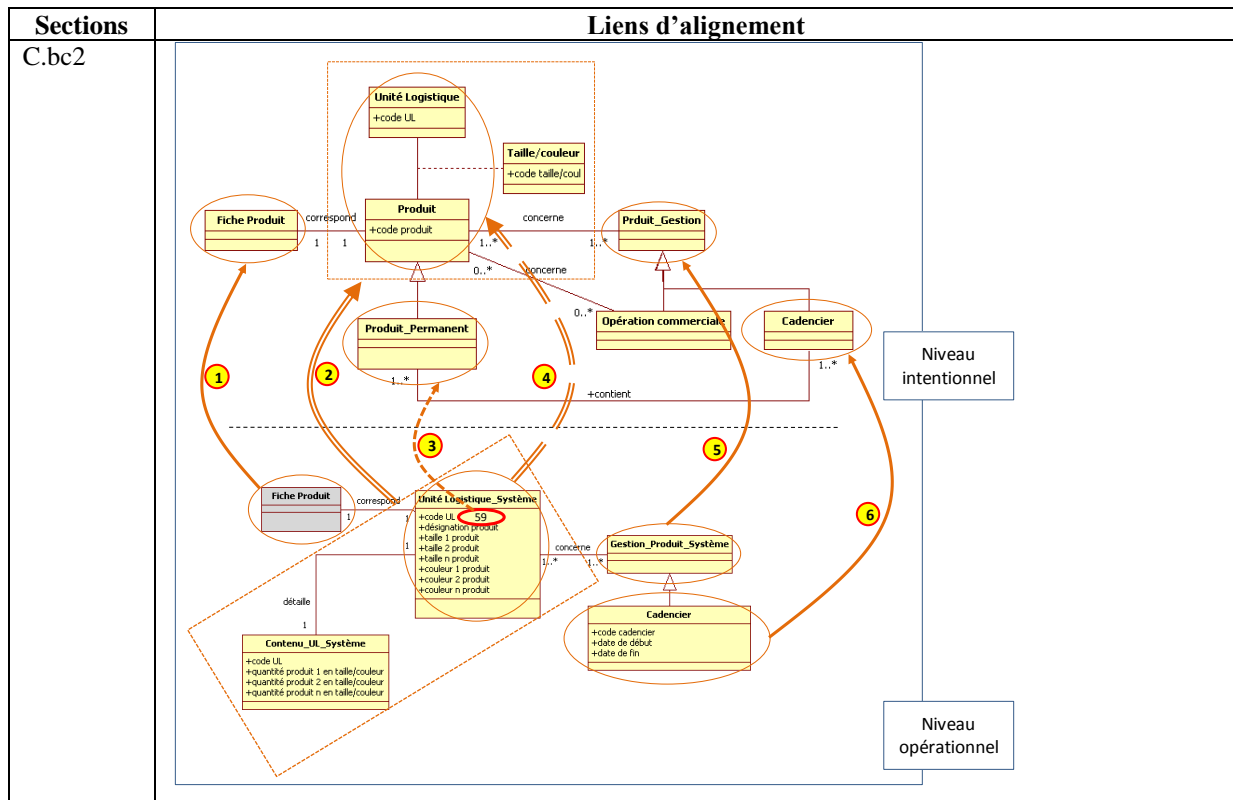 Sections
Liens d'alignement
C.bc2
Unité Logistique
+code UL
Taille/couleur
+code taille/coul
Fiche Produit
correspond
1
1
Produit
+code produit
concerne
1..*
1..*
Prduit_Gestion
0..*
concerne
0..*
Produit_Permanent
1..*
Opération commerciale
Cadencier
1..*
+contient
Niveau
intentionnel
1
2
3
4
5
6
Fiche Produit
correspond
1
1
Unité Logistique_Système
+code UL
59
+désignation produit
+taille 1 produit
+taille 2 produit
+taille n produit
+couleur 1 produit
+couleur 2 produit
+couleur n produit
concerne
1..*
1..*
Gestion_Produit_Système
1
détaille
1
Contenu_UL_Système
+code UL
+quantité produit 1 en taille/couleur
+quantité produit 2 en taille/couleur
+quantité produit n en taille/couleur
Cadencier
+code cadencier
+date de début
+date de fin
Niveau
opérationnel